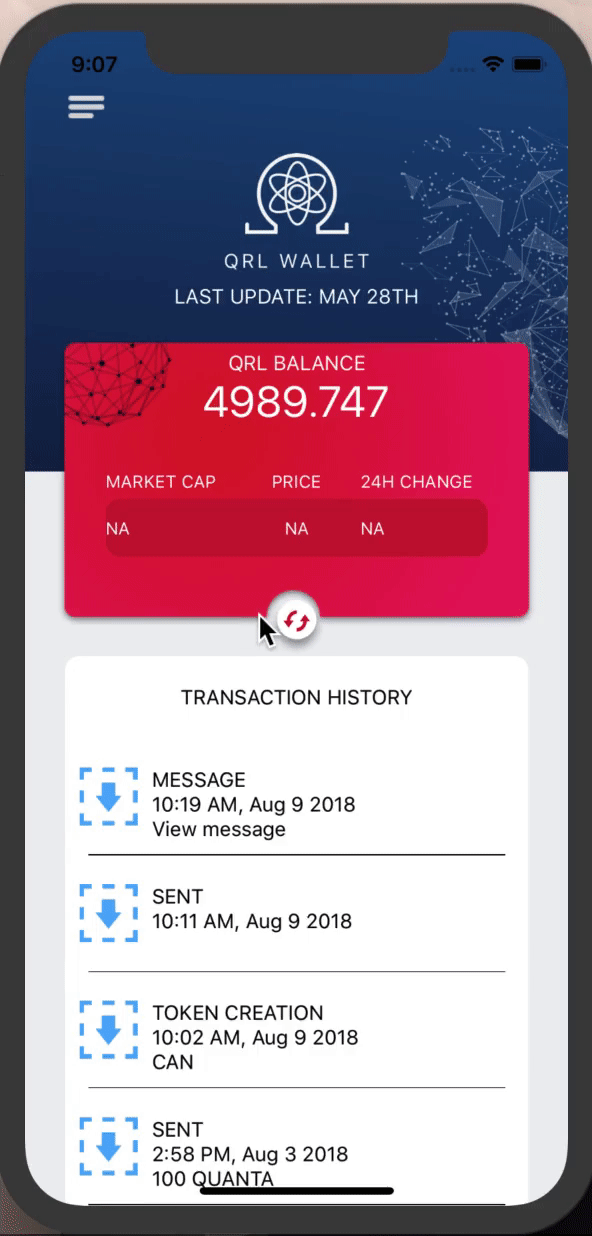 9:07
QRL WALLET
LAST UPDATE: MAY 28TH
QRL BALANCE
4989.747
MARKET CAP PRICE 24H CHANGE
NA NA NA
TRANSACTION HISTORY
MESSAGE
10:19 AM, Aug 9 2018
View message
SENT
10:11 AM, Aug 9 2018
TOKEN CREATION
10:02 AM, Aug 9 2018
CAN
SENT
2:58 PM, Aug 3 2018
100 QUANTA